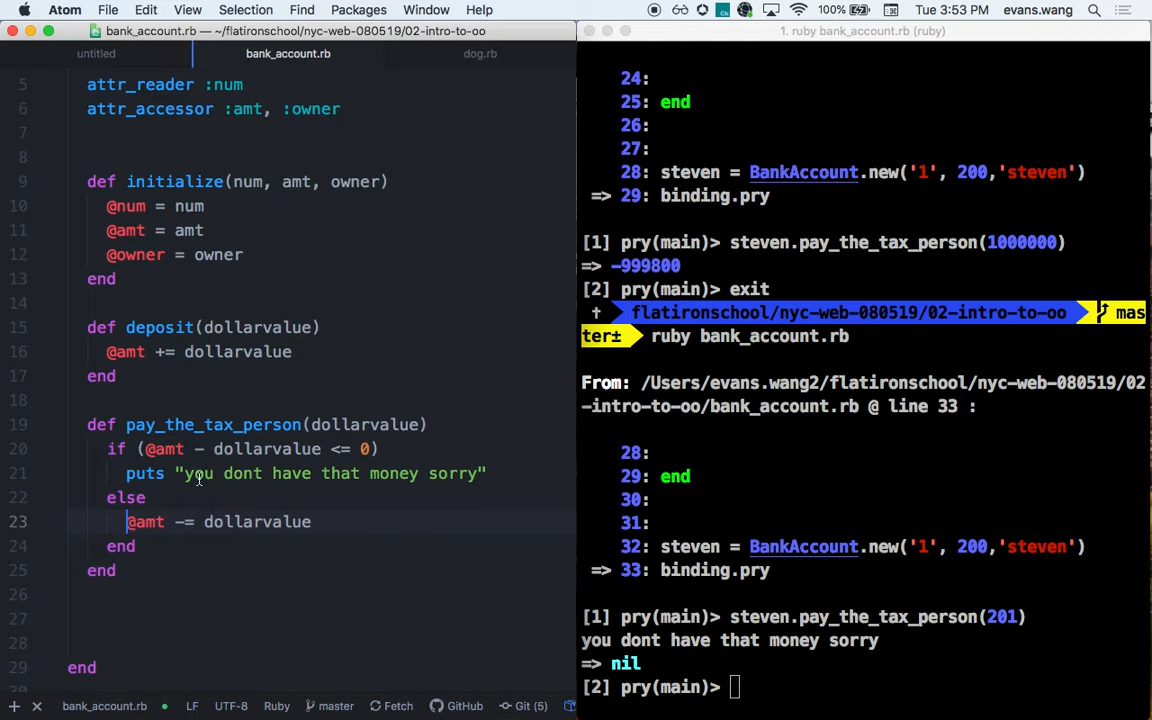 Atom File Edit View Selection Find Packages Window Help 100% Tue 3:53 PM evans.wang
bank_account.rb — ~/flatironschool/nyc-web-080519/02-intro-to-oo
untitled bank_account.rb dog.rb
5 attr_reader :num
6 attr_accessor :amt, :owner
7
8
9 def initialize(num, amt, owner)
10 @num = num
11 @amt = amt
12 @owner = owner
13 end
14
15 def deposit(dollarvalue)
16 @amt += dollarvalue
17 end
18
19 def pay_the_tax_person(dollarvalue)
20 if (@amt - dollarvalue <= 0)
21 puts "you dont have that money sorry"
22 else
23 @amt -= dollarvalue
24 end
25 end
26
27
28
29 end
30
bank_account.rb LF UTF-8 Ruby master Fetch GitHub Git (5)
1. ruby bank_account.rb (ruby)
24:
25: end
26:
27:
28: steven = BankAccount.new('1', 200,'steven')
=> 29: binding.pry
[1] pry(main)> steven.pay_the_tax_person(1000000)
=> -999800
[2] pry(main)> exit
↑ flatironschool/nyc-web-080519/02-intro-to-oo mas
ter± ruby bank_account.rb
From: /Users/evans.wang2/flatironschool/nyc-web-080519/02
-intro-to-oo/bank_account.rb @ line 33 :
28:
29: end
30:
31:
32: steven = BankAccount.new('1', 200,'steven')
=> 33: binding.pry
[1] pry(main)> steven.pay_the_tax_person(201)
you dont have that money sorry
=> nil
[2] pry(main)>